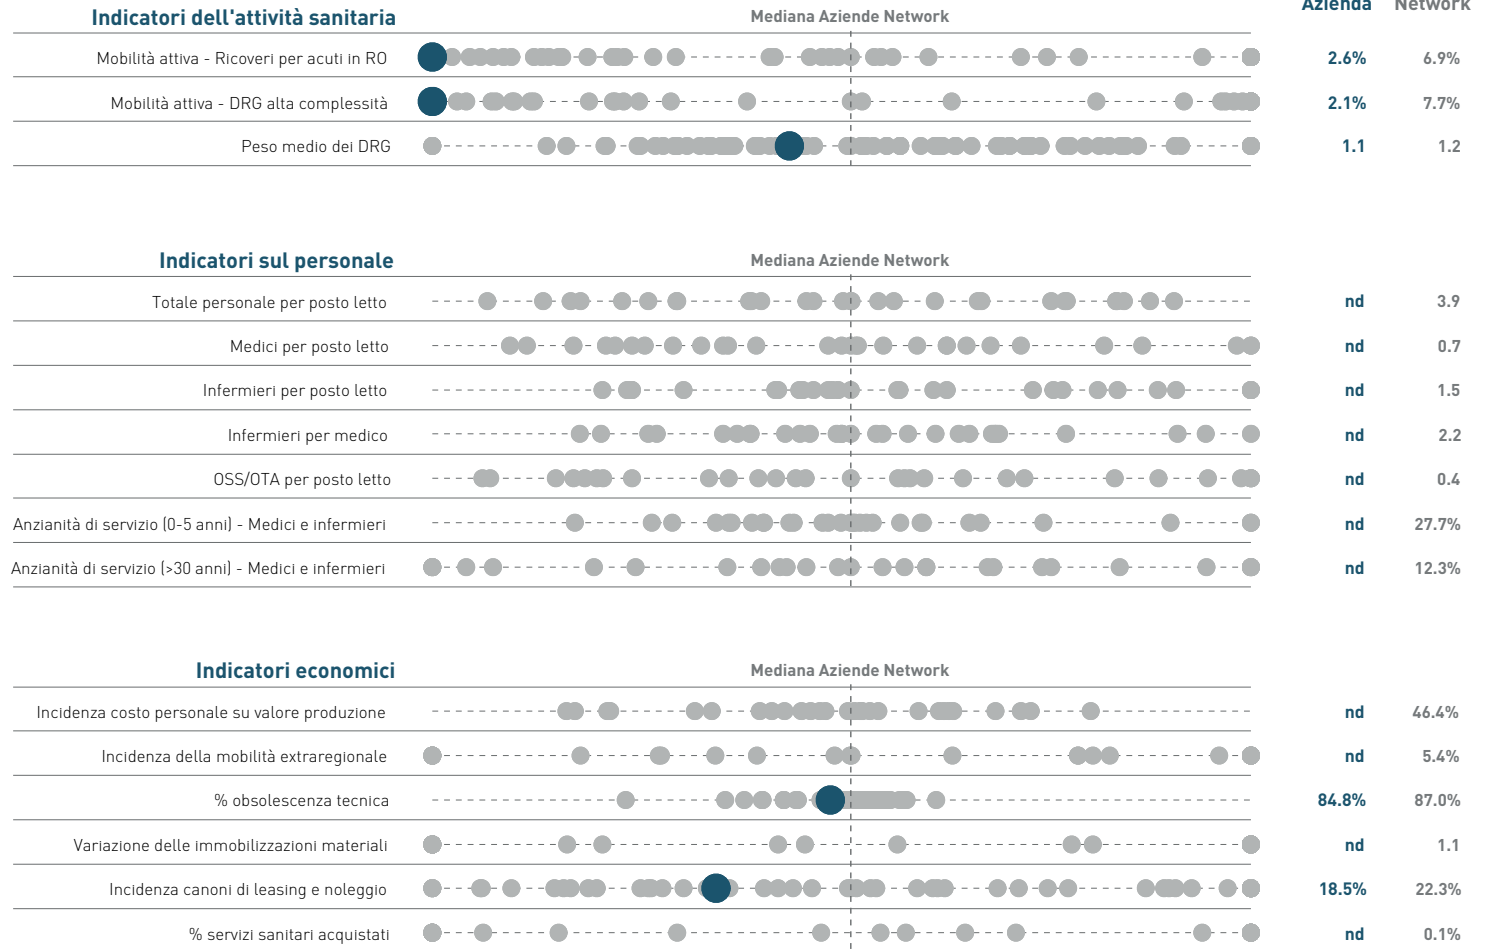 Azienda Network
Indicatori dell'attività sanitaria Mediana Aziende Network
Mobilità attiva - Ricoveri per acuti in RO 2.6% 6.9%
Mobilità attiva - DRG alta complessità 2.1% 7.7%
Peso medio dei DRG 1.1 1.2
Indicatori sul personale Mediana Aziende Network
Totale personale per posto letto nd 3.9
Medici per posto letto nd 0.7
Infermieri per posto letto nd 1.5
Infermieri per medico nd 2.2
OSS/OTA per posto letto nd 0.4
Anzianità di servizio (0-5 anni) - Medici e infermieri nd 27.7%
Anzianità di servizio (>30 anni) - Medici e infermieri nd 12.3%
Indicatori economici Mediana Aziende Network
Incidenza costo personale su valore produzione nd 46.4%
Incidenza della mobilità extraregionale nd 5.4%
% obsolescenza tecnica 84.8% 87.0%
Variazione delle immobilizzazioni materiali nd 1.1
Incidenza canoni di leasing e noleggio 18.5% 22.3%
% servizi sanitari acquistati nd 0.1%